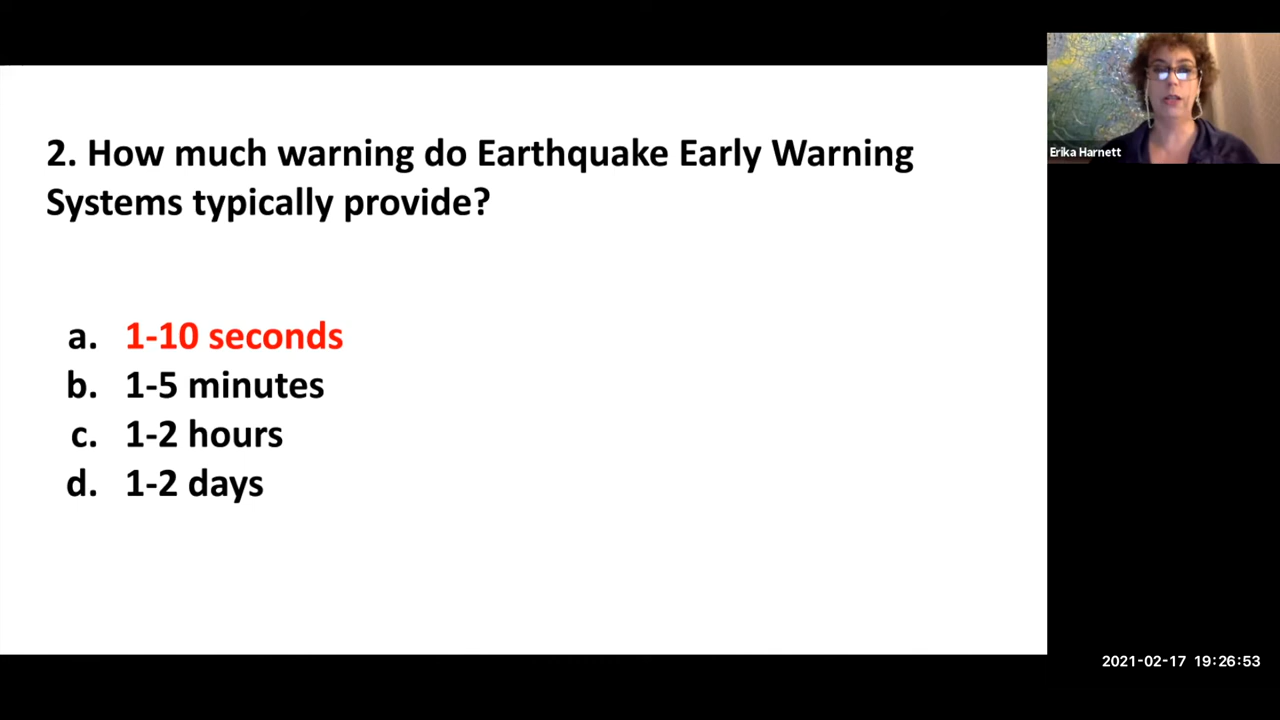 2. How much warning do Earthquake Early Warning
Systems typically provide?
a. 1-10 seconds
b. 1-5 minutes
c. 1-2 hours
d. 1-2 days
Erika Harnett
2021-02-17 19:26:53